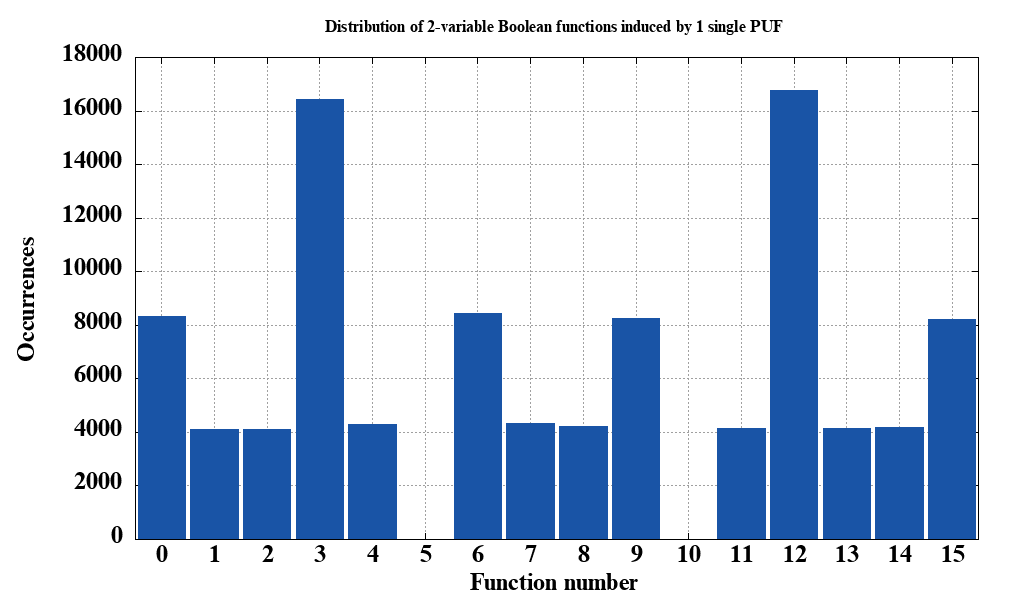 Distribution of 2-variable Boolean functions induced by 1 single PUF
18000
16000
14000
12000
10000
8000
6000
4000
2000
0
Occurrences
0 1 2 3 4 5 6 7 8 9 10 11 12 13 14 15
Function number